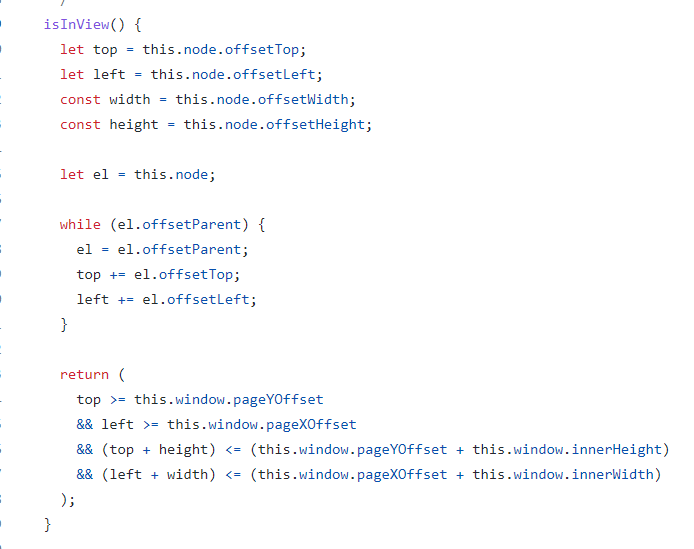 isInView() {
let top = this.node.offsetTop;
let left = this.node.offsetLeft;
const width = this.node.offsetWidth;
const height = this.node.offsetHeight;
let el = this.node;
while (el.offsetParent) {
el = el.offsetParent;
top += el.offsetTop;
left += el.offsetLeft;
}
return (
top >= this.window.pageYOffset
&& left >= this.window.pageXOffset
&& (top + height) <= (this.window.pageYOffset + this.window.innerHeight)
&& (left + width) <= (this.window.pageXOffset + this.window.innerWidth)
);
}